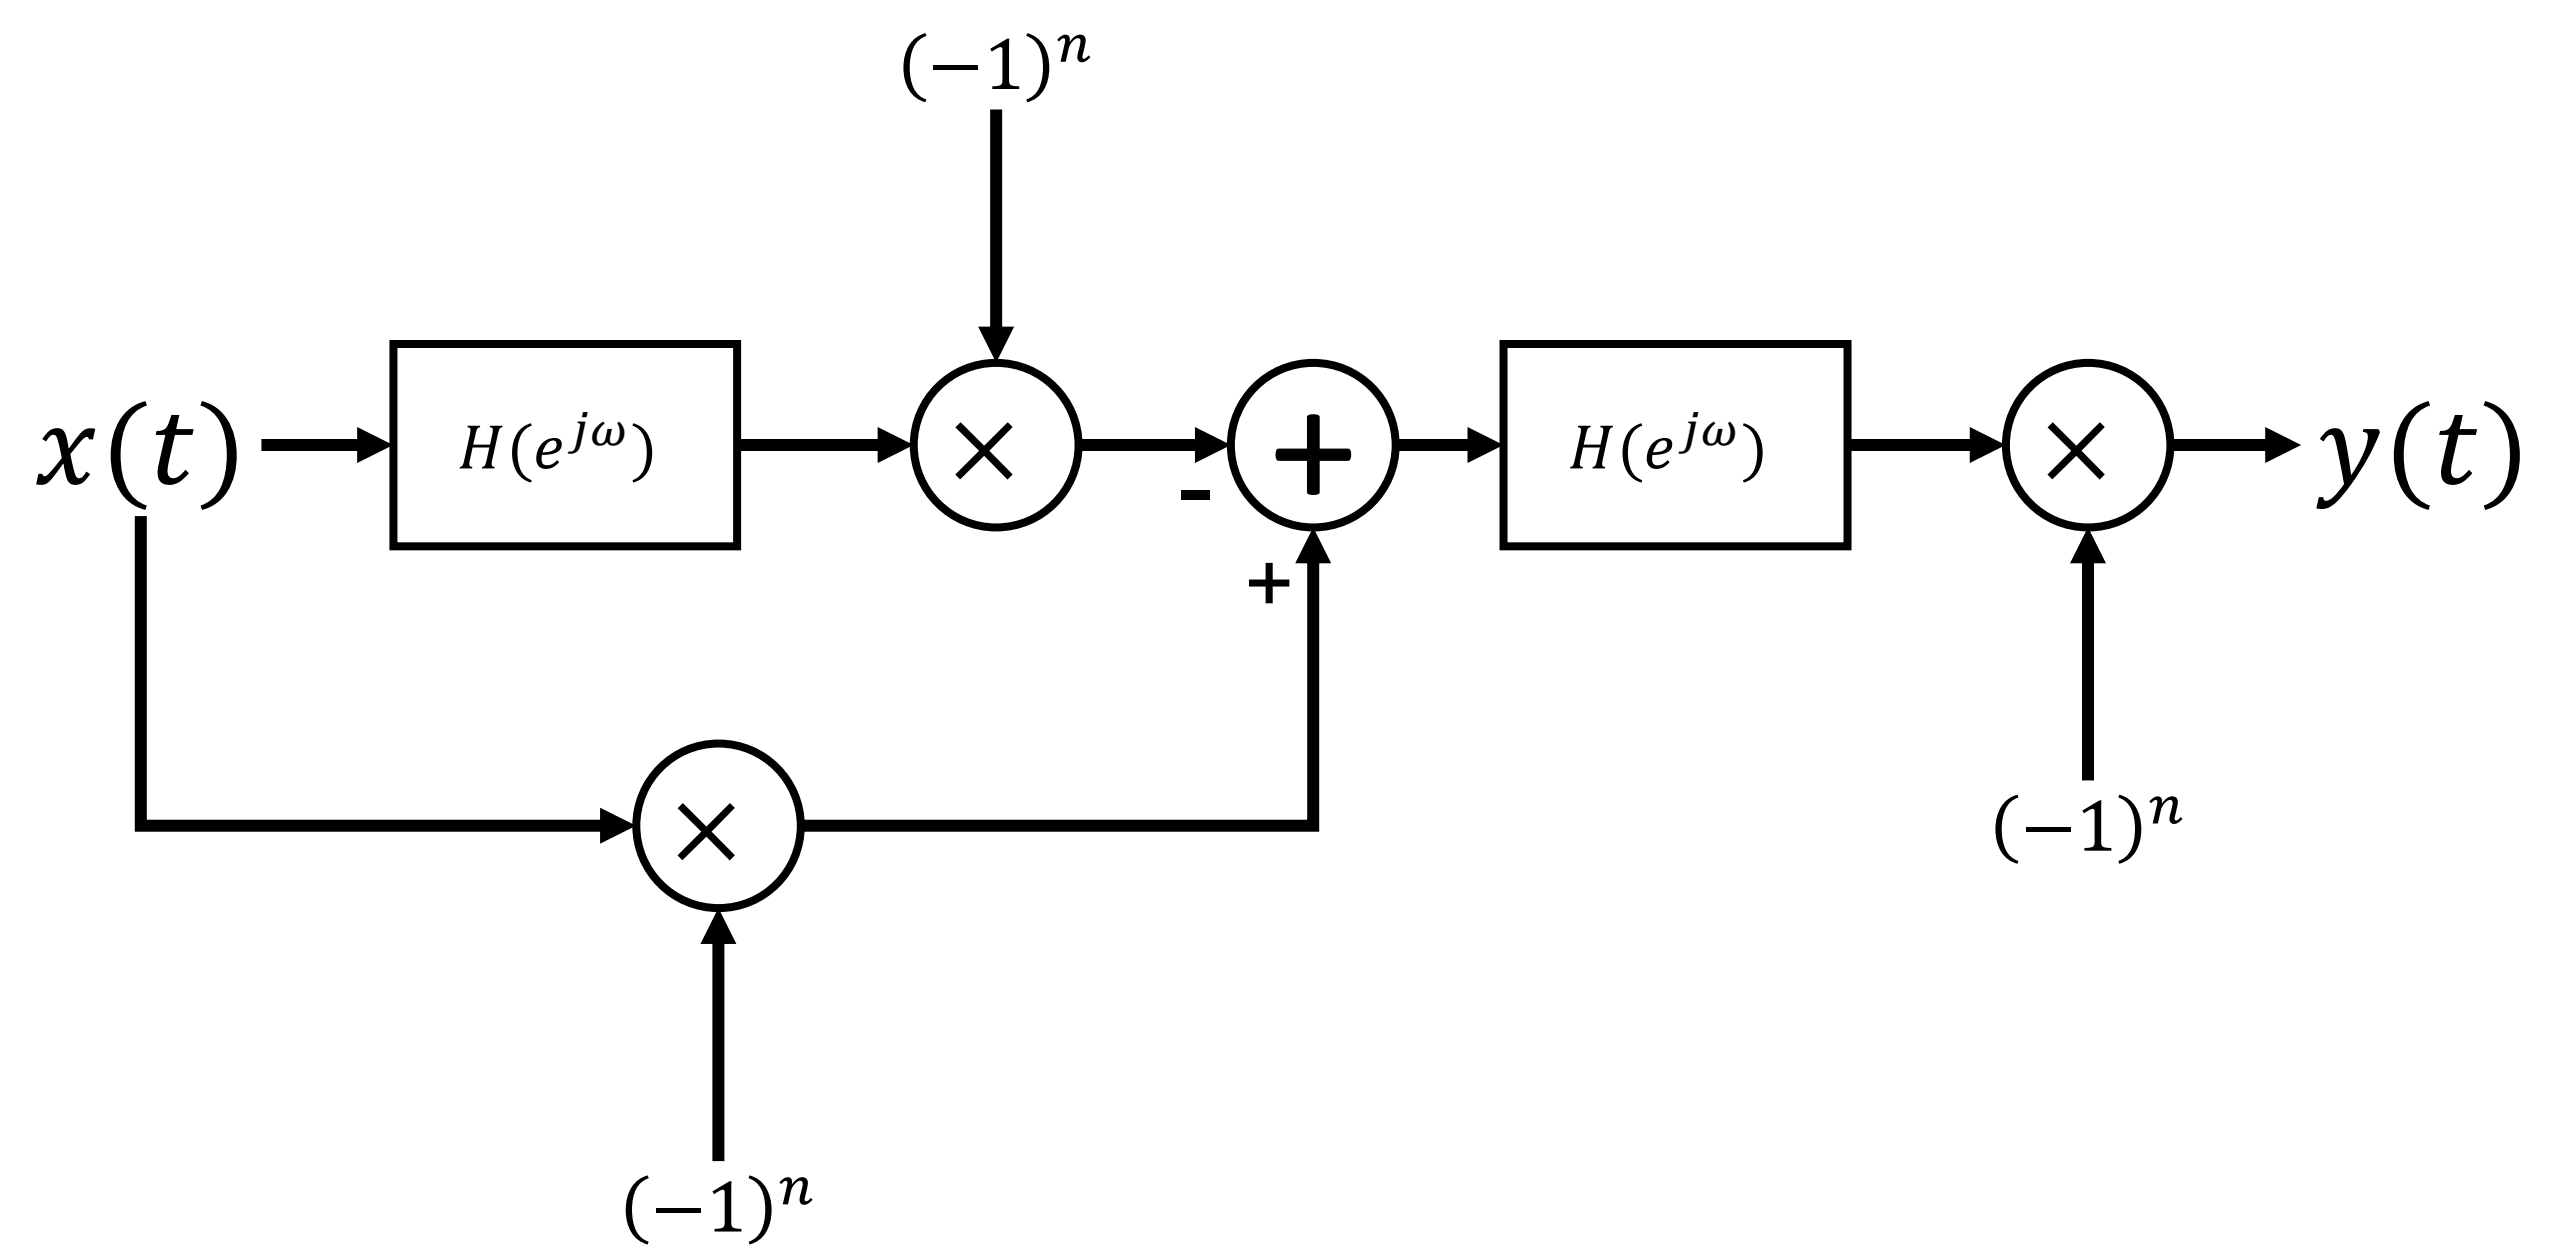 (−1)ⁿ
x(t)
H(e^{jω})
×
-
+
H(e^{jω})
×
y(t)
+
×
(−1)ⁿ
(−1)ⁿ